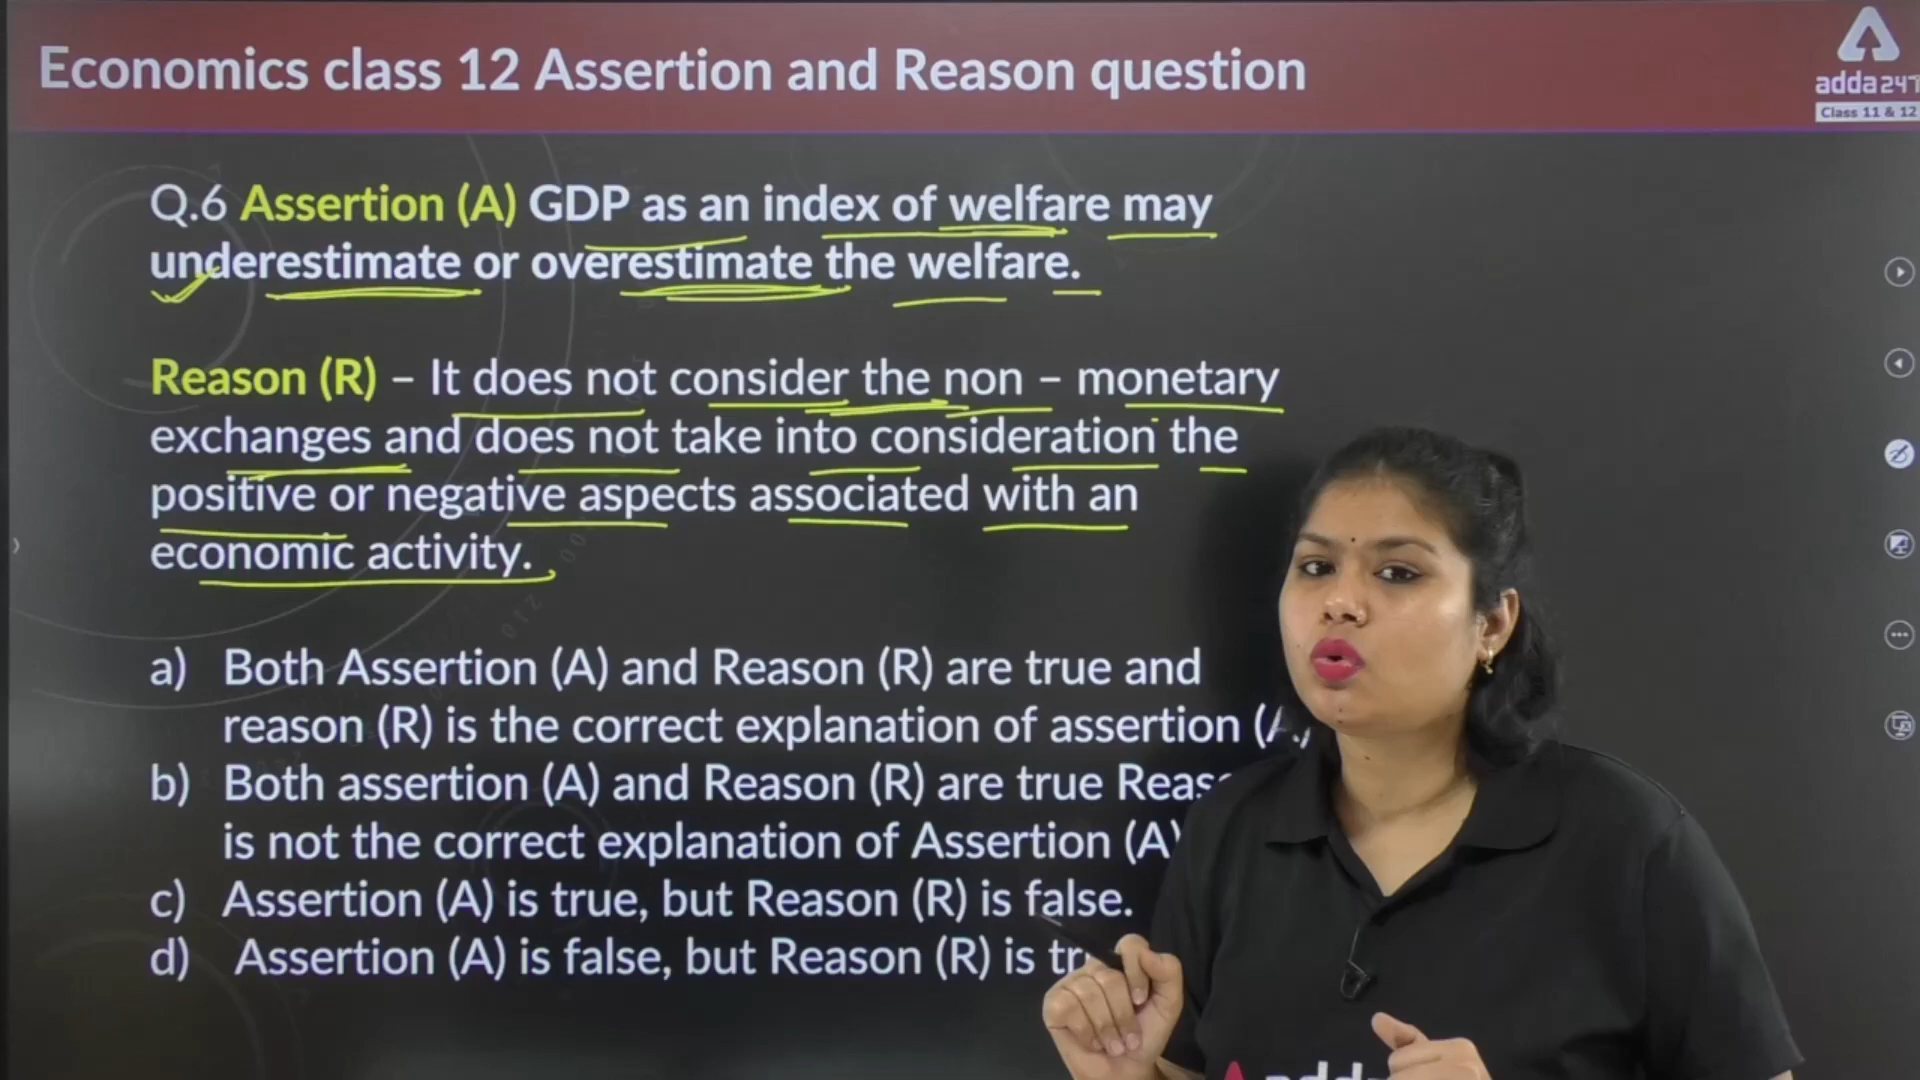 Economics class 12 Assertion and Reason question
adda247
Class 11 & 12
Q.6 Assertion (A) GDP as an index of welfare may
underestimate or overestimate the welfare.
Reason (R) – It does not consider the non – monetary
exchanges and does not take into consideration the
positive or negative aspects associated with an
economic activity.
a) Both Assertion (A) and Reason (R) are true and
reason (R) is the correct explanation of assertion
b) Both assertion (A) and Reason (R) are true
is not the correct explanation of Assertion (A)
c) Assertion (A) is true, but Reason (R) is false.
d) Assertion (A) is false, but Reason (R) is